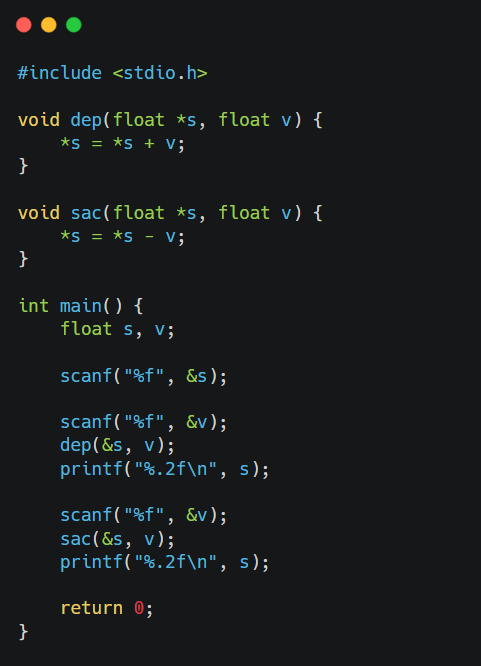 #include <stdio.h>

void dep(float *s, float v) {
    *s = *s + v;
}

void sac(float *s, float v) {
    *s = *s - v;
}

int main() {
    float s, v;

    scanf("%f", &s);

    scanf("%f", &v);
    dep(&s, v);
    printf("%.2f\n", s);

    scanf("%f", &v);
    sac(&s, v);
    printf("%.2f\n", s);

    return 0;
}